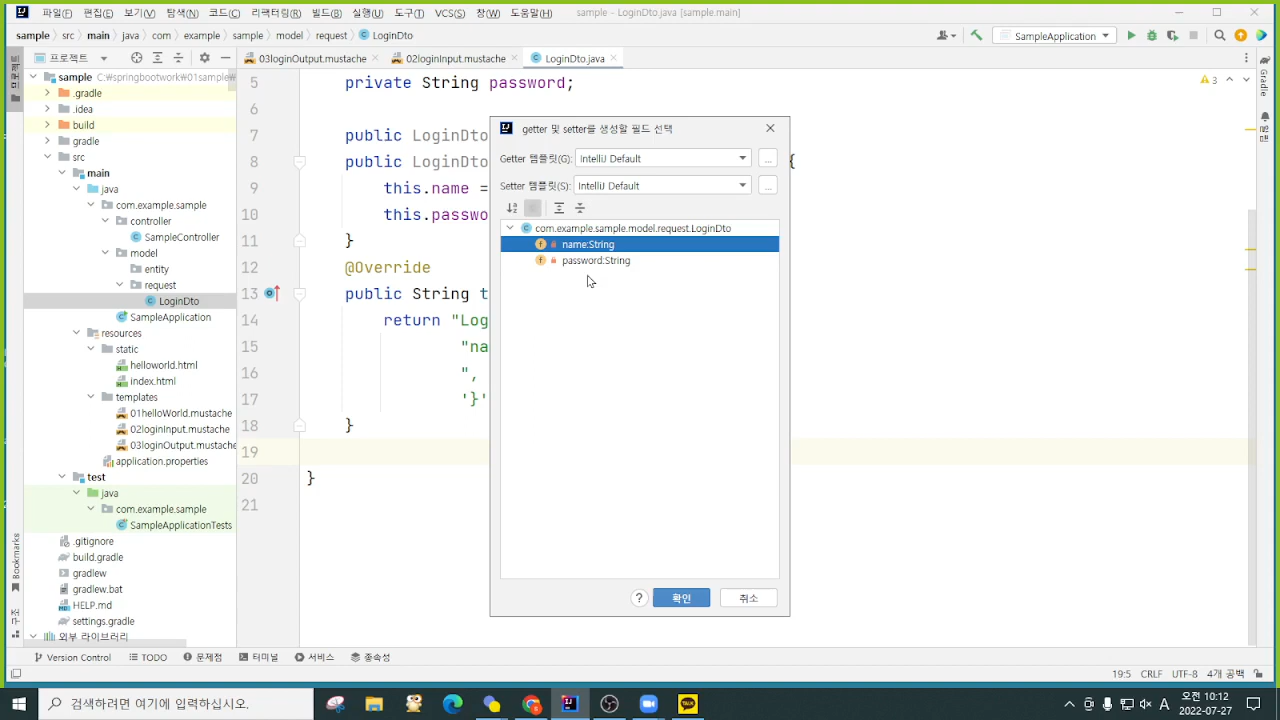 파일(F) 편집(E) 보기(V) 탐색(N) 코드(C) 리팩터링(R) 빌드(B) 실행(U) 도구(T) VCS(S) 창(W) 도움말(H) sample - LoginDto.java [sample.main]
sample src main java com example sample model request LoginDto
SampleApplication
프로젝트
03loginOutput.mustache 02loginInput.mustache LoginDto.java
sample C:\springbootwork\01sample
.gradle
.idea
build
gradle
src
main
java
com.example.sample
controller
SampleController
model
entity
request
LoginDto
SampleApplication
resources
static
helloworld.html
index.html
templates
01helloWorld.mustache
02loginInput.mustache
03loginOutput.mustache
application.properties
test
java
com.example.sample
SampleApplicationTests
.gitignore
build.gradle
gradlew
gradlew.bat
HELP.md
settings.gradle
외부 라이브러리
Bookmarks
Gradle
알림
3
5 private String password;
6
7 public LoginDto
8 public LoginDto {
9 this.name =
10 this.passwo
11 }
12 @Override
13 public String t
14 return "Log
15 "na
16 ",
17 '}'
18 }
19
20 }
21
getter 및 setter를 생성할 필드 선택
Getter 템플릿(G): IntelliJ Default ...
Setter 템플릿(S): IntelliJ Default ...
com.example.sample.model.request.LoginDto
name:String
password:String
? 확인 취소
Version Control TODO 문제점 터미널 서비스 종속성
19:5 CRLF UTF-8 4개 공백
검색하려면 여기에 입력하십시오.
TALK
A
오전 10:12
2022-07-27